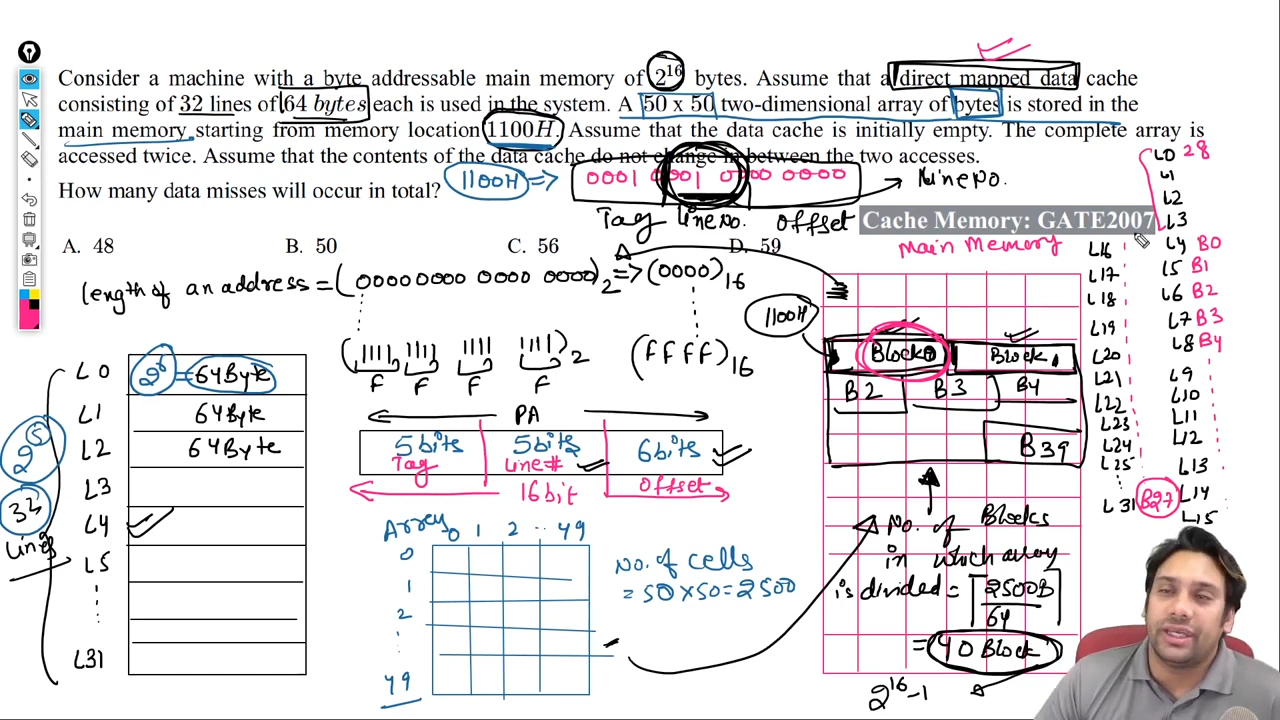 Consider a machine with a byte addressable main memory of 2^16 bytes. Assume that a direct mapped data cache
consisting of 32 lines of 64 bytes each is used in the system. A 50 x 50 two-dimensional array of bytes is stored in the
main memory starting from memory location 1100H. Assume that the data cache is initially empty. The complete array is
accessed twice. Assume that the contents of the data cache do not change in between the two accesses.
How many data misses will occur in total?
1100H => 0001 0001 0000 0000 → Line No.
Tag Line No. Offset
Cache Memory: GATE2007
A. 48 B. 50 C. 56 D. 59
Main Memory
length of an address = (0000 0000 0000 0000)2 => (0000)16
(1111 1111 1111 1111)2 (FFFF)16
F F F F
PA
5bits 5bits 6bits
Tag Line#
16bit Offset
L0 2^6 = 64Byte
L1 64Byte
L2 64Byte
L3
L4
L5
L31
2^5
32
Lines
Array 0 1 2 .. 49
0
1
2
49
No. of cells
= 50 x 50 = 2500
1100H
Block0 Block1
B2 B3 B4
B39
No. of Blocks
in which array
is divided = ⌈2500B/64⌉
= 40 Block
2^16-1
L0 28
L1
L2
L3
L4 B0
L5 B1
L6 B2
L7 B3
L8 B4
L9
L10
L11
L12
L13
L14
L15
L16
L17
L18
L19
L20
L21
L22
L23
L24
L25
L31 B27